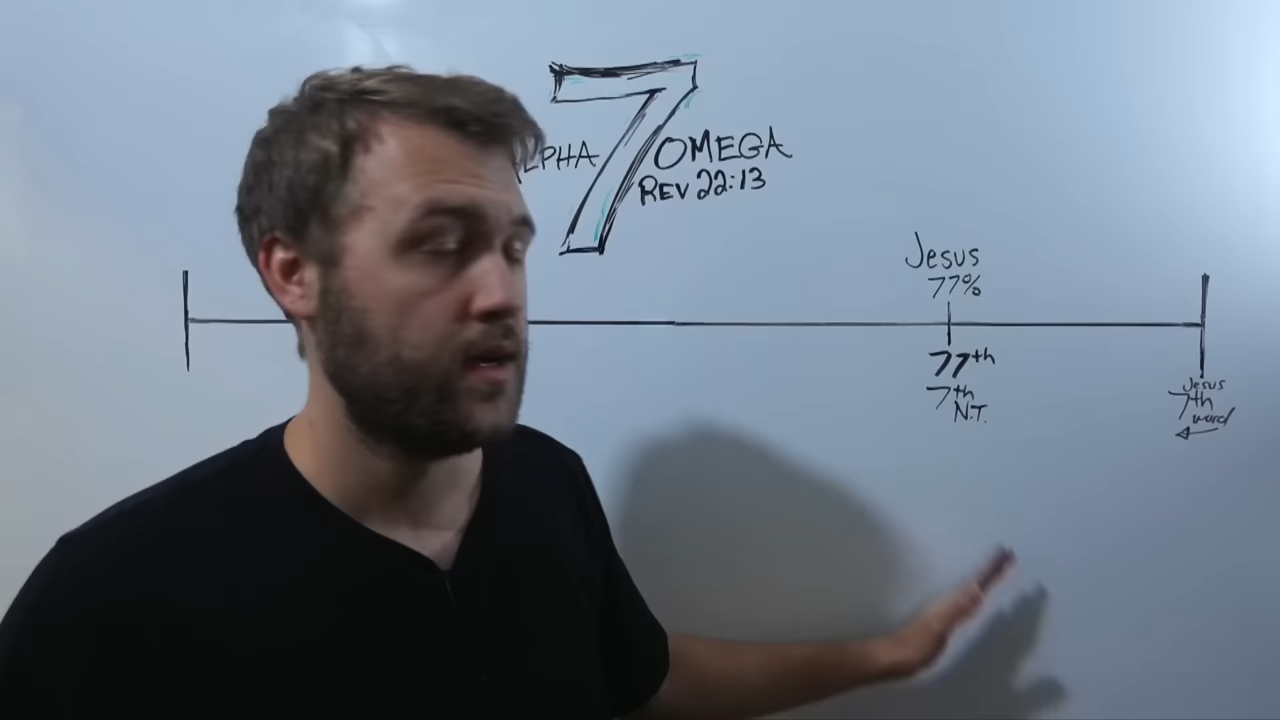 7
LPHA OMEGA
REV 22:13
Jesus
77%
77th
7th
N.T.
Jesus
7th
word